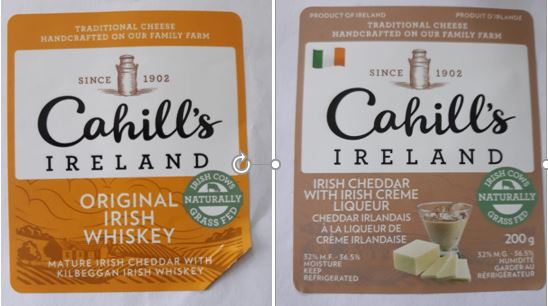 TRADITIONAL CHEESE
HANDCRAFTED ON OUR FAMILY FARM
SINCE 1902
Cahill's
IRELAND
ORIGINAL
IRISH
WHISKEY
IRISH COWS
NATURALLY
GRASS FED
MATURE IRISH CHEDDAR WITH
KILBEGGAN IRISH WHISKEY
PRODUCT OF IRELAND PRODUIT D'IRLANDE
TRADITIONAL CHEESE
HANDCRAFTED ON OUR FAMILY FARM
SINCE 1902
Cahill's
IRELAND
IRISH CHEDDAR
WITH IRISH CRÈME
LIQUEUR
CHEDDAR IRLANDAIS
À LA LIQUEUR DE
CRÈME IRLANDAISE
IRISH COWS
NATURALLY
GRASS FED
200 g
32% M.F. - 36.5%
MOISTURE
KEEP
REFRIGERATED
32% M.G. - 36.5%
HUMIDITÉ
GARDER AU
RÉFRIGÉRATEUR